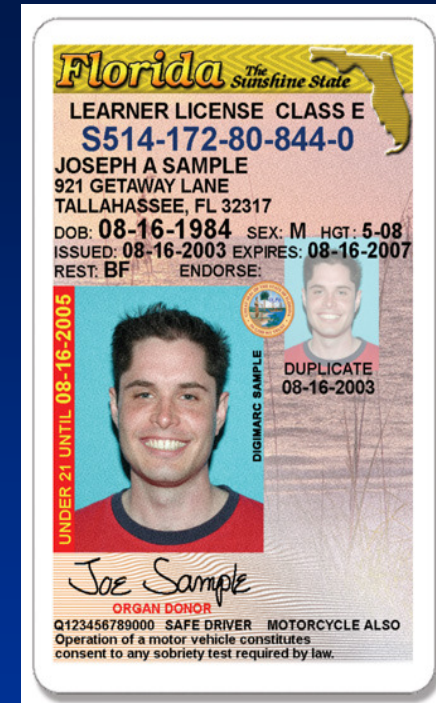 Florida The Sunshine State
LEARNER LICENSE CLASS E
S514-172-80-844-0
JOSEPH A SAMPLE
921 GETAWAY LANE
TALLAHASSEE, FL 32317
DOB: 08-16-1984 SEX: M HGT: 5-08
ISSUED: 08-16-2003 EXPIRES: 08-16-2007
REST: BF ENDORSE:
UNDER 21 UNTIL 08-16-2005
DIGIMARC SAMPLE
DUPLICATE
08-16-2003
Joe Sample
ORGAN DONOR
Q123456789000 SAFE DRIVER MOTORCYCLE ALSO
Operation of a motor vehicle constitutes
consent to any sobriety test required by law.